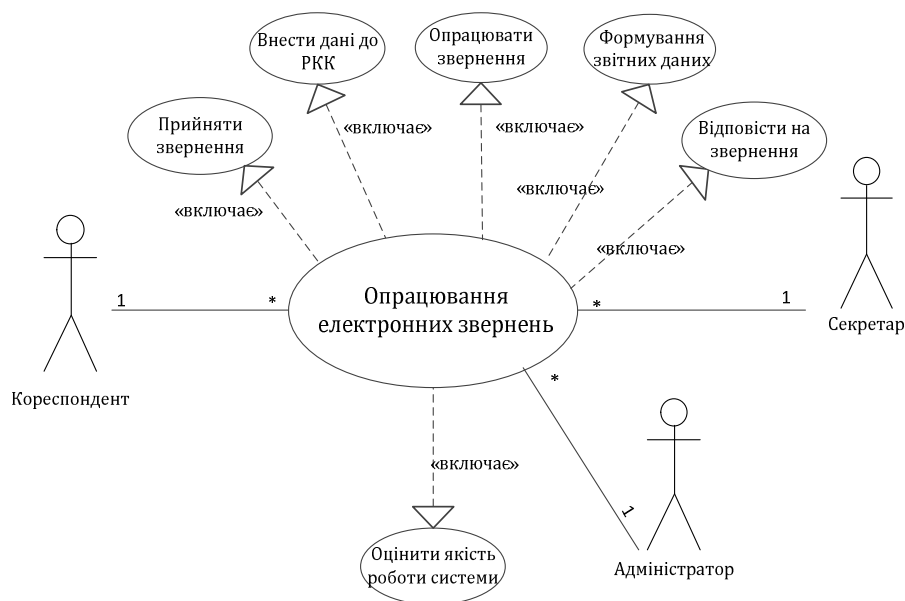 Внести дані до
РКК
Опрацювати
звернення
Формування
звітних даних
Прийняти
звернення
Відповісти на
звернення
«включає»
«включає»
«включає»
«включає»
«включає»
Опрацювання
електронних звернень
1
*
*
1
Кореспондент
Секретар
*
1
«включає»
Оцінити якість
роботи системи
Адміністратор